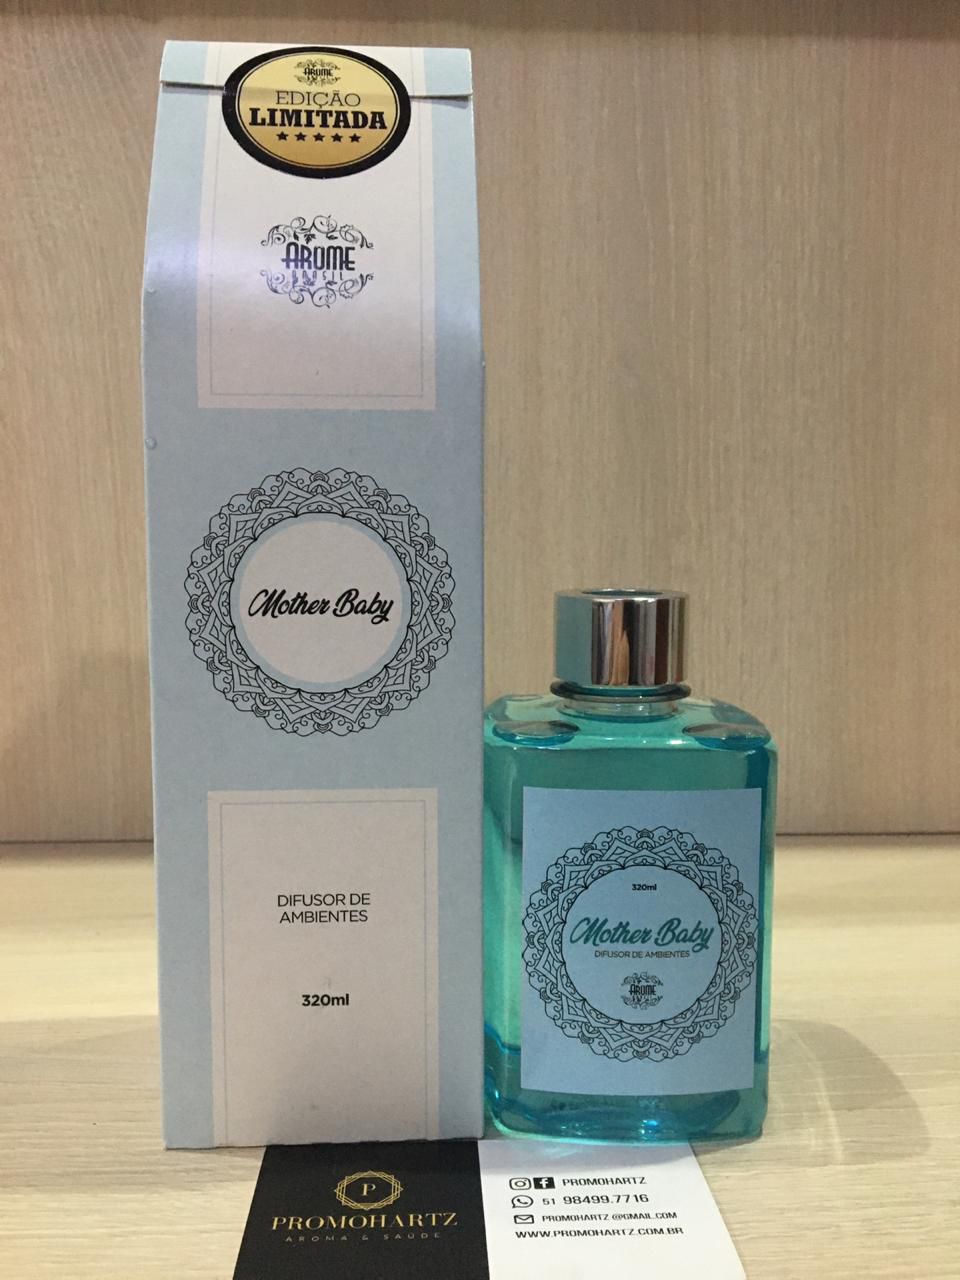 AROME
EDIÇÃO
LIMITADA
AROME
BRASIL
Mother Baby
DIFUSOR DE
AMBIENTES
320ml
320ml
Mother Baby
DIFUSOR DE AMBIENTES
AROME
P
PROMOHARTZ
AROMA & SAÚDE
PROMOHARTZ
51 98499.7716
PROMOHARTZ@GMAIL.COM
WWW.PROMOHARTZ.COM.BR